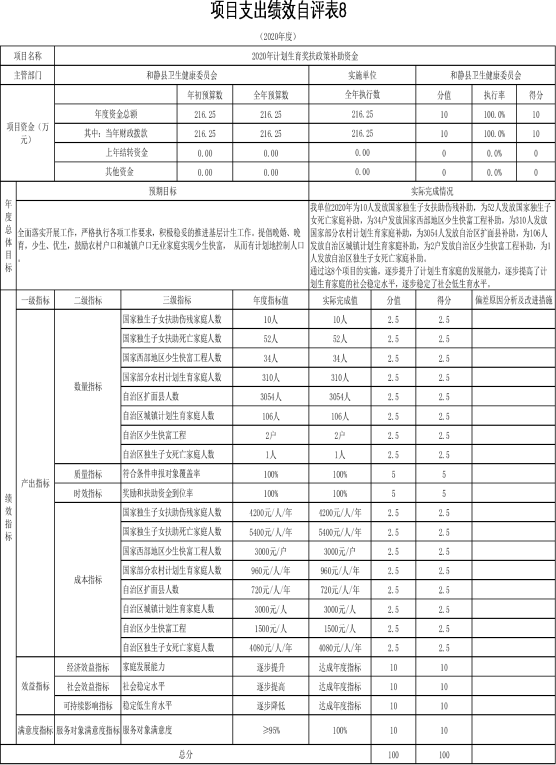 项目支出绩效自评表8
（2020年度）
项目名称 2020年计划生育奖扶政策补助资金
主管部门 和静县卫生健康委员会 实施单位 和静县卫生健康委员会
项目资金（万元） 年初预算数 全年预算数 全年执行数 分值 执行率 得分
年度资金总额 216.25 216.25 216.25 10 100.0% 10
其中：当年财政拨款 216.25 216.25 216.25 10 100.0% 10
上年结转资金 0.00 0.00 0.00 0 0.0% 0
其他资金 0.00 0.00 0.00 0 0.0% 0
年度总体目标 预期目标 实际完成情况
全面落实开展工作，严格执行各项工作要求，积极稳妥的推进基层计生工作。提倡晚婚、晚
育、少生、优生，鼓励农村户口和城镇户口无业家庭实现少生快富， 从而有计划地控制人口
。
我单位2020年为10人发放国家独生子女扶助伤残补助，为52人发放国家独生子
女死亡家庭补助，为34户发放国家西部地区少生快富工程补助，为310人发放
国家部分农村计划生育家庭补助，为3054人发放自治区扩面县补助，为106人
发放自治区城镇计划生育家庭补助，为2户发放自治区少生快富工程补助，为1
人发放自治区独生子女死亡家庭补助。
通过这8个项目的实施，逐步提升了计划生育家庭的发展能力，逐步提高了计
划生育家庭的社会稳定水平，逐步稳定了社会低生育水平。
绩效指标 一级指标 二级指标 三级指标 年度指标值 实际完成值 分值 得分 偏差原因分析及改进措施
产出指标 数量指标 国家独生子女扶助伤残家庭人数 10人 10人 2.5 2.5
国家独生子女扶助死亡家庭人数 52人 52人 2.5 2.5
国家西部地区少生快富工程人数 34人 34人 2.5 2.5
国家部分农村计划生育家庭人数 310人 310人 2.5 2.5
自治区扩面县人数 3054人 3054人 2.5 2.5
自治区城镇计划生育家庭人数 106人 106人 2.5 2.5
自治区少生快富工程 2户 2户 2.5 2.5
自治区独生子女死亡家庭人数 1人 1人 2.5 2.5
质量指标 符合条件申报对象覆盖率 100% 100% 5 5
时效指标 奖励和扶助资金到位率 100% 100% 5 5
成本指标 国家独生子女扶助伤残家庭人数 4200元/人/年 4200元/人/年 2.5 2.5
国家独生子女扶助死亡家庭人数 5400元/人/年 5400元/人/年 2.5 2.5
国家西部地区少生快富工程人数 3000元/户 3000元/户 2.5 2.5
国家部分农村计划生育家庭人数 960元/人/年 960元/人/年 2.5 2.5
自治区扩面县人数 720元/人/年 720元/人/年 2.5 2.5
自治区城镇计划生育家庭人数 3000元/人 3000元/人 2.5 2.5
自治区少生快富工程 1500元/人 1500元/人 2.5 2.5
自治区独生子女死亡家庭人数 4080元/人/年 4080元/人/年 2.5 2.5
效益指标 经济效益指标 家庭发展能力 逐步提升 达成年度指标 10 10
社会效益指标 社会稳定水平 逐步提高 达成年度指标 10 10
可持续影响指标 稳定低生育水平 逐步降低 达成年度指标 10 10
满意度指标 服务对象满意度指标 服务对象满意度 ≥95% 100% 10 10
总分 100 100